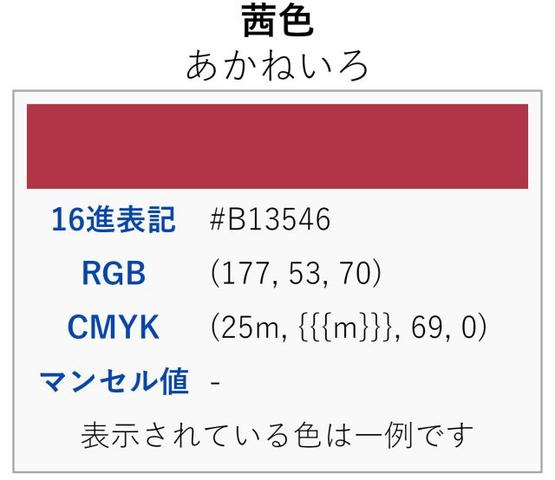 茜色
あかねいろ
16進表記 #B13546
RGB (177, 53, 70)
CMYK (25m, {{{m}}}, 69, 0)
マンセル値 -
表示されている色は一例です